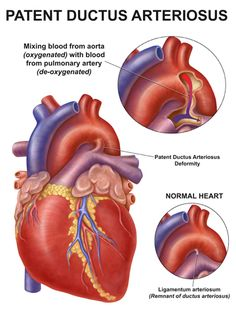 PATENT DUCTUS ARTERIOSUS
Mixing blood from aorta
(oxygenated) with blood
from pulmonary artery
(de-oxygenated)
Patent Ductus Arteriosus
Deformity
NORMAL HEART
Ligamentum arteriosum
(Remnant of ductus arteriosus)